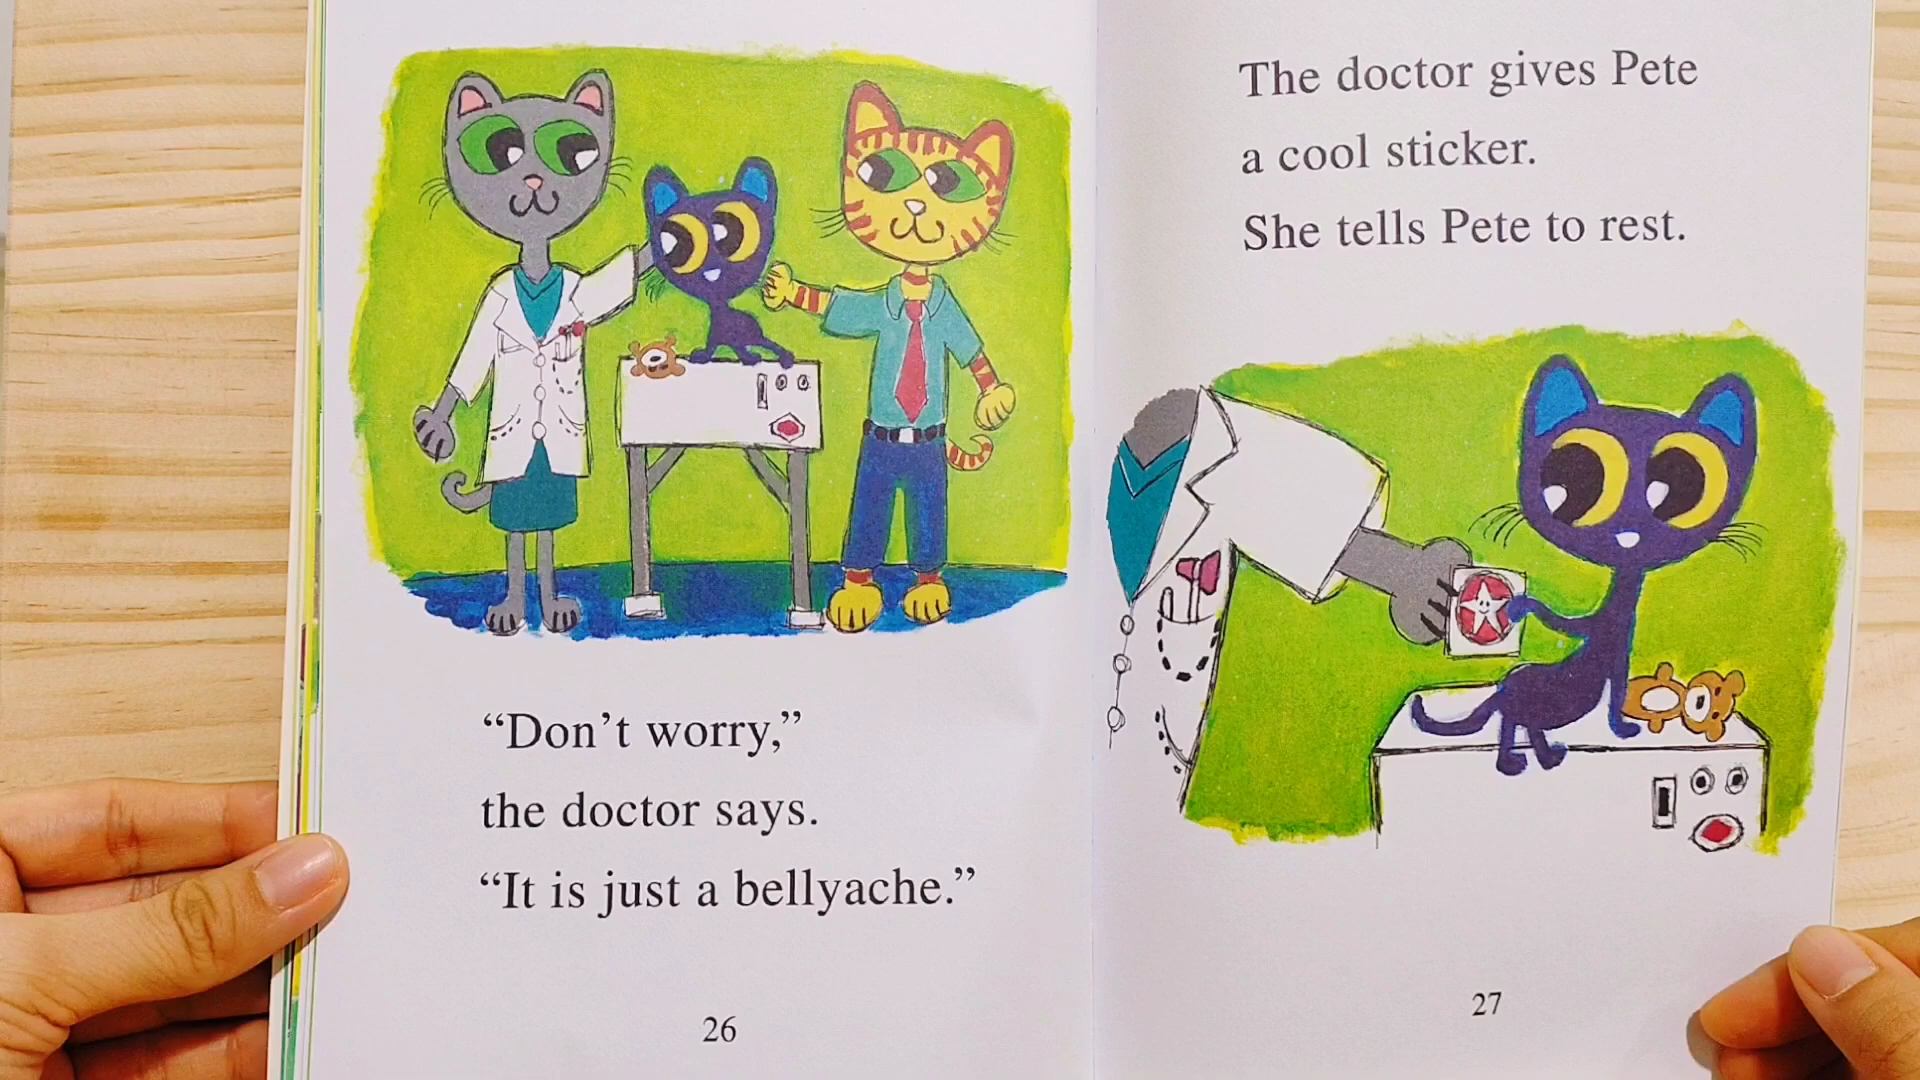 “Don’t worry,”
the doctor says.
“It is just a bellyache.”
26
The doctor gives Pete
a cool sticker.
She tells Pete to rest.
27